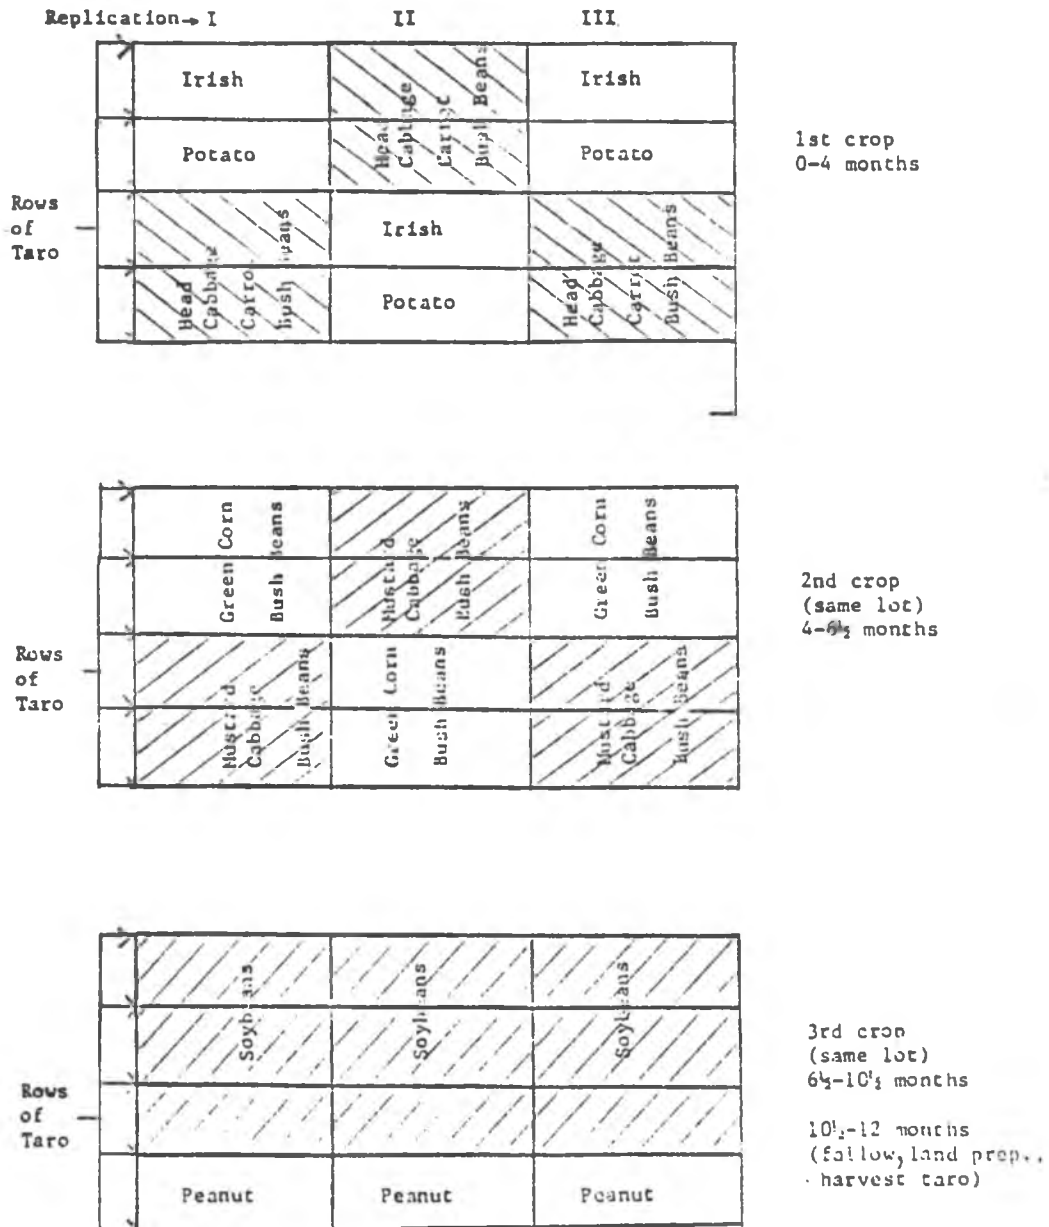 Replication→ I II III
Irish
Potato
Head
Cabbage
Carrot
Bush Beans
Irish
Potato
1st crop
0-4 months
Rows
of
Taro
Head
Cabbage
Carro
Bush eans
Irish
Potato
Head
Cabbage
Carrot
Bush Beans
Green Corn
Bush Beans
Mustard
Cabbage
Bush Beans
Green Corn
Bush Beans
2nd crop
(same lot)
4-6½ months
Rows
of
Taro
Mustard
Cabbage
Bush Beans
Green Corn
Bush Beans
Mustard
Cabbage
Bush Beans
Soybeans
Soybeans
Soybeans
3rd crop
(same lot)
6½-10½ months
Rows
of
Taro
10½-12 months
(fallow, land prep.,
harvest taro)
Peanut Peanut Peanut